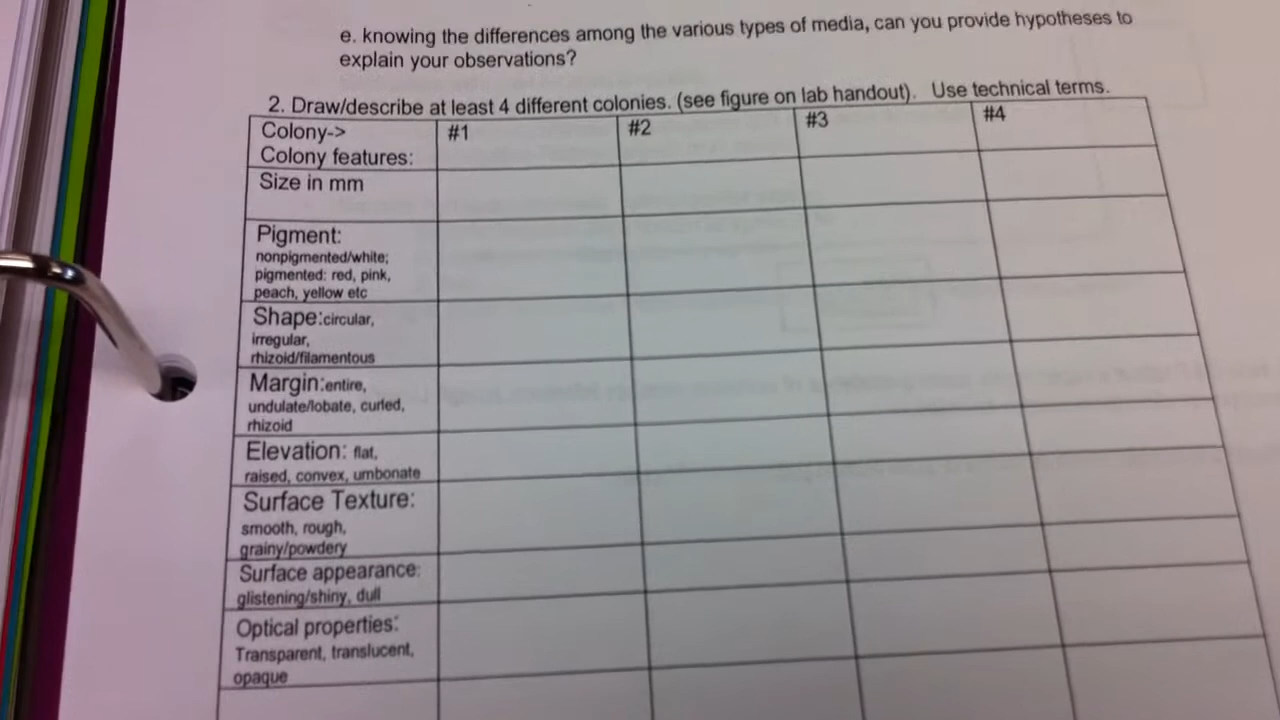 e. knowing the differences among the various types of media, can you provide hypotheses to
explain your observations?
2. Draw/describe at least 4 different colonies. (see figure on lab handout). Use technical terms.
Colony-> #1 #2 #3 #4
Colony features:
Size in mm
Pigment:
nonpigmented/white;
pigmented: red, pink,
peach, yellow etc
Shape:circular,
irregular,
rhizoid/filamentous
Margin:entire,
undulate/lobate, curled,
rhizoid
Elevation: flat,
raised, convex, umbonate
Surface Texture:
smooth, rough,
grainy/powdery
Surface appearance:
glistening/shiny, dull
Optical properties:
Transparent, translucent,
opaque